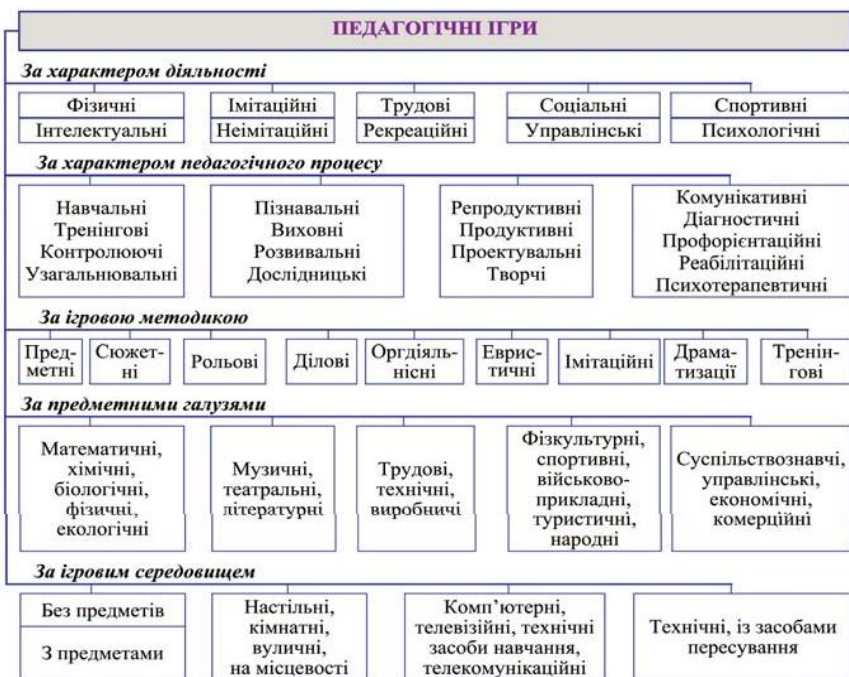 ПЕДАГОГІЧНІ ІГРИ
За характером діяльності
Фізичні
Інтелектуальні
Імітаційні
Неімітаційні
Трудові
Рекреаційні
Соціальні
Управлінські
Спортивні
Психологічні
За характером педагогічного процесу
Навчальні
Тренінгові
Контролюючі
Узагальнювальні
Пізнавальні
Виховні
Розвивальні
Дослідницькі
Репродуктивні
Продуктивні
Проектувальні
Творчі
Комунікативні
Діагностичні
Профорієнтаційні
Реабілітаційні
Психотерапевтичні
За ігровою методикою
Пред-
метні
Сюжет-
ні
Рольові
Ділові
Оргдіяль-
нісні
Еврис-
тичні
Імітаційні
Драма-
тизації
Тренін-
гові
За предметними галузями
Математичні,
хімічні,
біологічні,
фізичні,
екологічні
Музичні,
театральні,
літературні
Трудові,
технічні,
виробничі
Фізкультурні,
спортивні,
військово-
прикладні,
туристичні,
народні
Суспільствознавчі,
управлінські,
економічні,
комерційні
За ігровим середовищем
Без предметів
З предметами
Настільні,
кімнатні,
вуличні,
на місцевості
Комп’ютерні,
телевізійні, технічні
засоби навчання,
телекомунікаційні
Технічні, із засобами
пересування